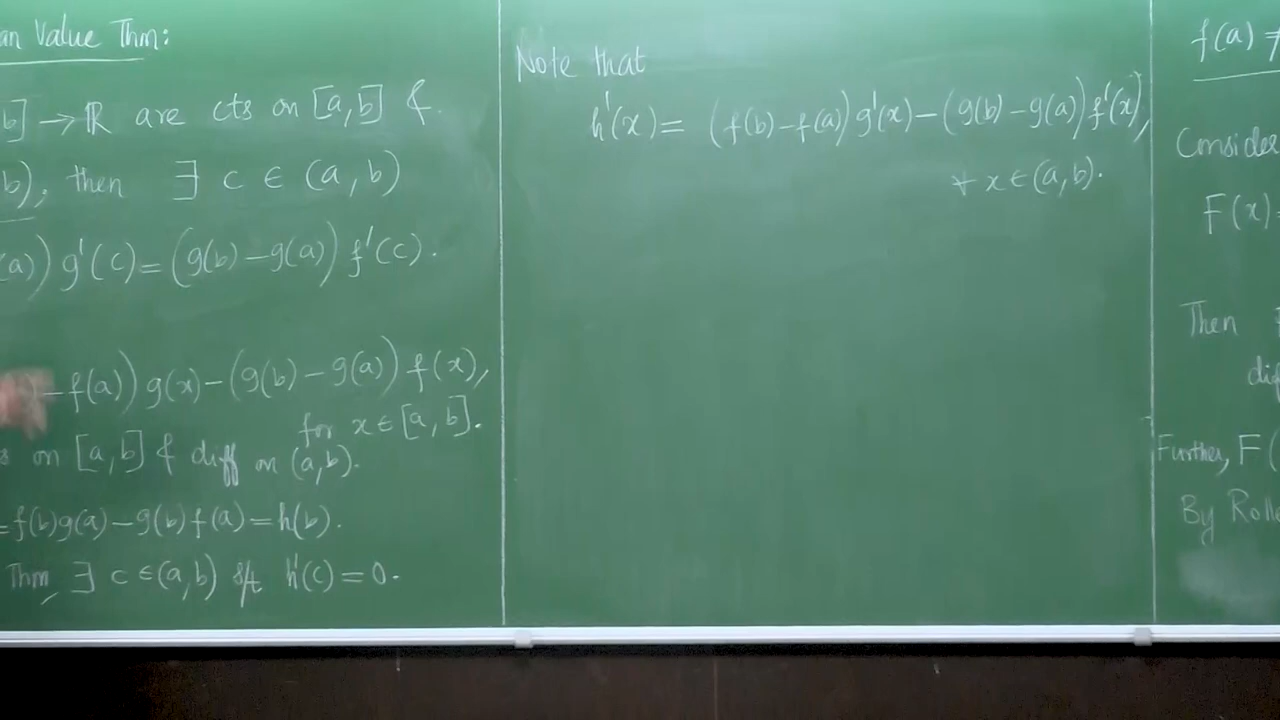 an Value Thm:
b] → ℝ are cts on [a,b] &
b), then ∃ c ∈ (a,b)
(a)) g'(c) = (g(b) – g(a)) f'(c).
– f(a)) g(x) – (g(b) – g(a)) f(x),
for x ∈ [a,b].
s on [a,b] & diff on (a,b).
= f(b)g(a) – g(b)f(a) = h(b).
Thm, ∃ c ∈ (a,b) s/t h'(c) = 0.
Note that
h'(x) = (f(b) – f(a)) g'(x) – (g(b) – g(a)) f'(x),
∀ x ∈ (a,b).
f(a) ≠
Conside
F(x) =
Then
dif
Further, F(
By Rolle